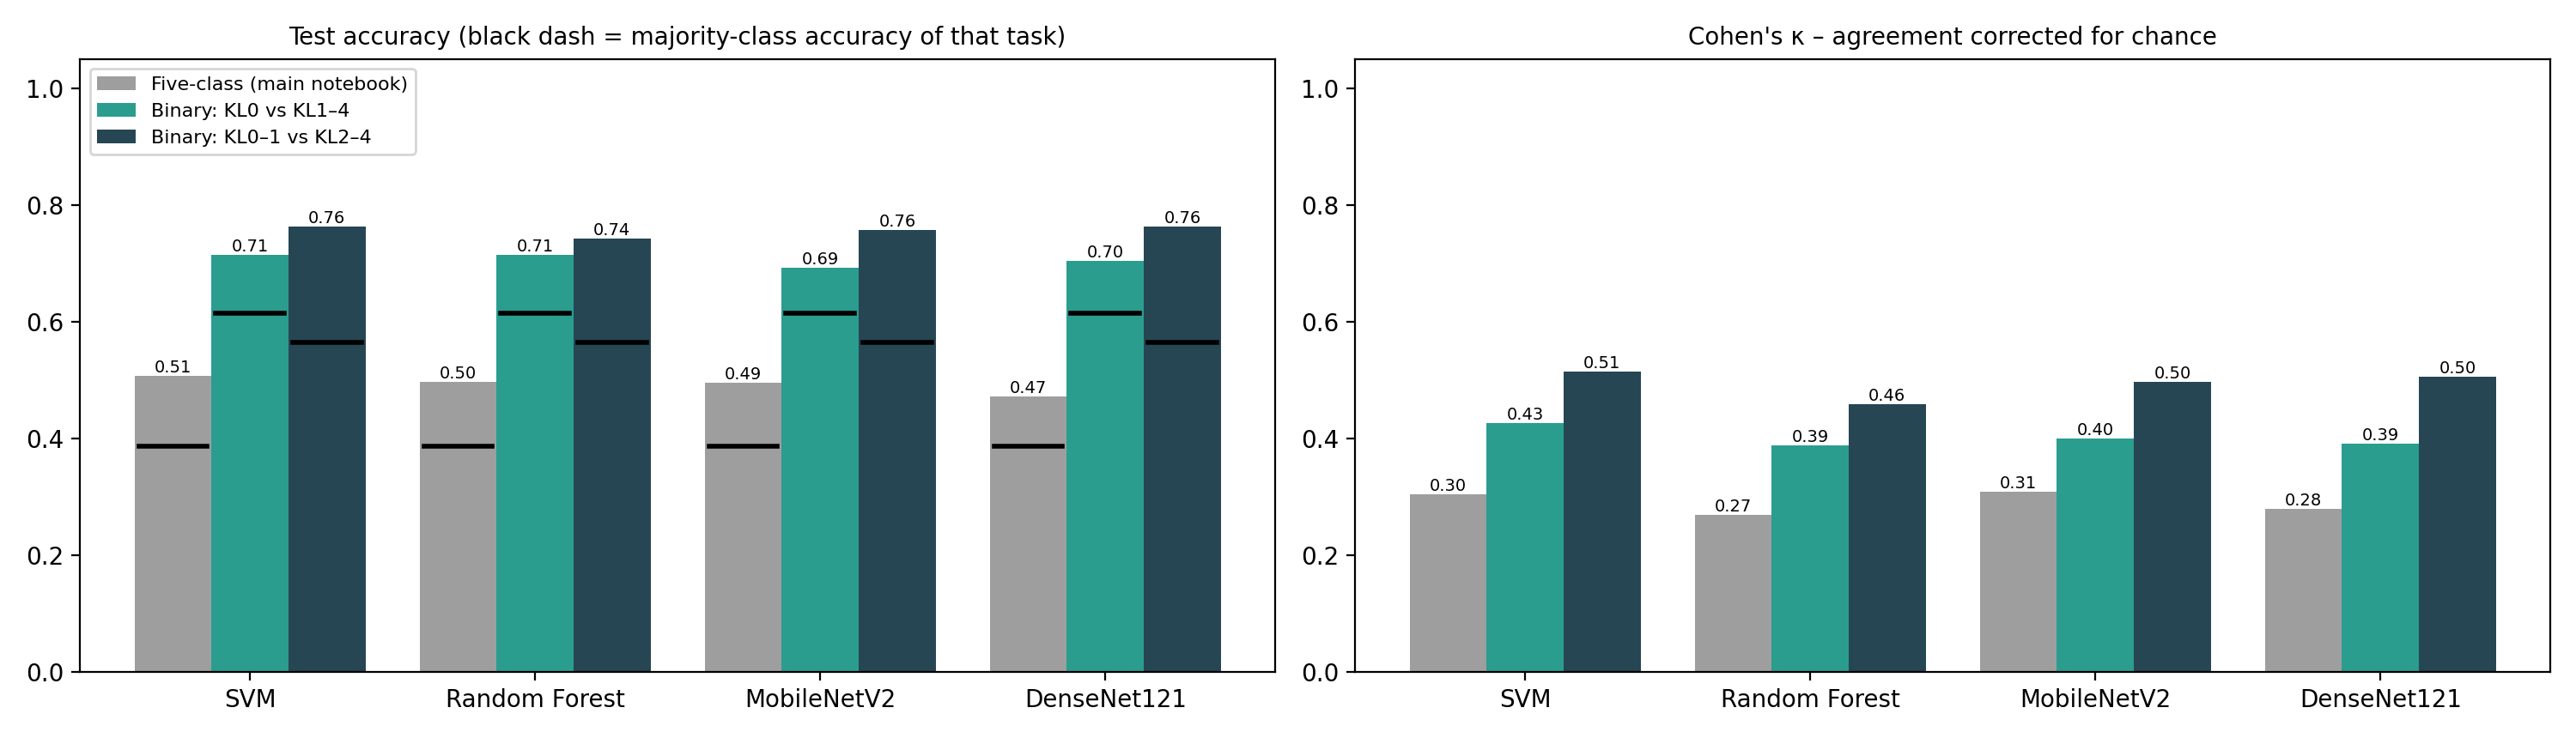 Test accuracy (black dash = majority-class accuracy of that task)
1.0
0.8
0.6
0.4
0.2
0.0
Five-class (main notebook)
Binary: KL0 vs KL1–4
Binary: KL0–1 vs KL2–4
0.51
0.71
0.76
0.50
0.71
0.74
0.49
0.69
0.76
0.47
0.70
0.76
SVM
Random Forest
MobileNetV2
DenseNet121
Cohen's κ – agreement corrected for chance
1.0
0.8
0.6
0.4
0.2
0.0
0.30
0.43
0.51
0.27
0.39
0.46
0.31
0.40
0.50
0.28
0.39
0.50
SVM
Random Forest
MobileNetV2
DenseNet121